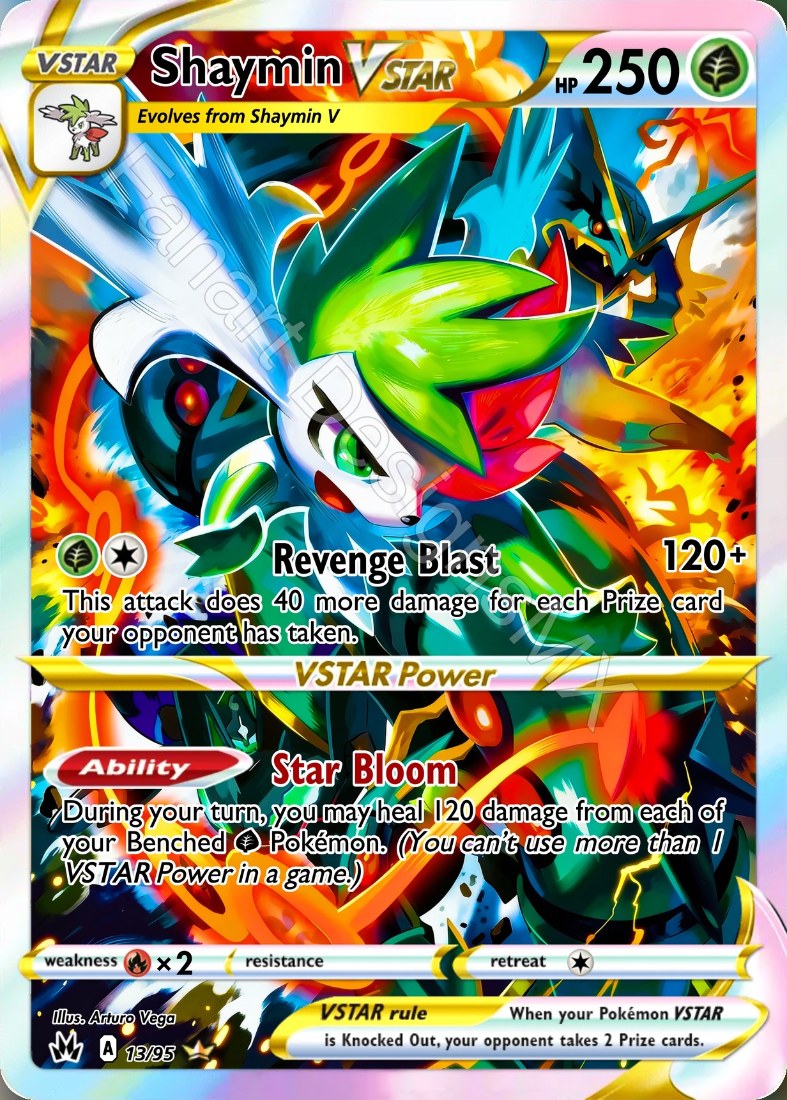 VSTAR
Shaymin VSTAR
HP 250
Evolves from Shaymin V
Fanart DesignsMX
Revenge Blast 120+
This attack does 40 more damage for each Prize card
your opponent has taken.
VSTAR Power
Ability Star Bloom
During your turn, you may heal 120 damage from each of
your Benched Pokémon. (You can't use more than 1
VSTAR Power in a game.)
weakness ×2 resistance retreat
Illus. Arturo Vega
A 13/95
VSTAR rule When your Pokémon VSTAR
is Knocked Out, your opponent takes 2 Prize cards.